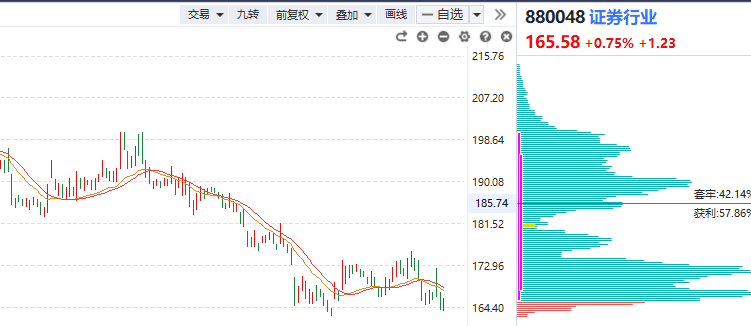 交易 九转 前复权 叠加 画线 一 自选
880048 证券行业
165.58 +0.75% +1.23
215.76
207.20
198.64
190.08
185.74
181.52
172.96
164.40
套牢:42.14%
获利:57.86%